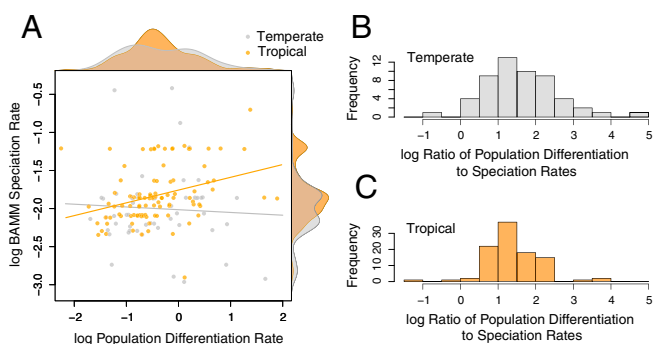 A
Temperate
Tropical
log BAMM Speciation Rate
-0.5
-1.0
-1.5
-2.0
-2.5
-3.0
-2 -1 0 1 2
log Population Differentiation Rate
B
Temperate
Frequency
12
8
4
0
-1 0 1 2 3 4 5
log Ratio of Population Differentiation
to Speciation Rates
C
Tropical
Frequency
30
20
10
0
-1 0 1 2 3 4 5
log Ratio of Population Differentiation
to Speciation Rates